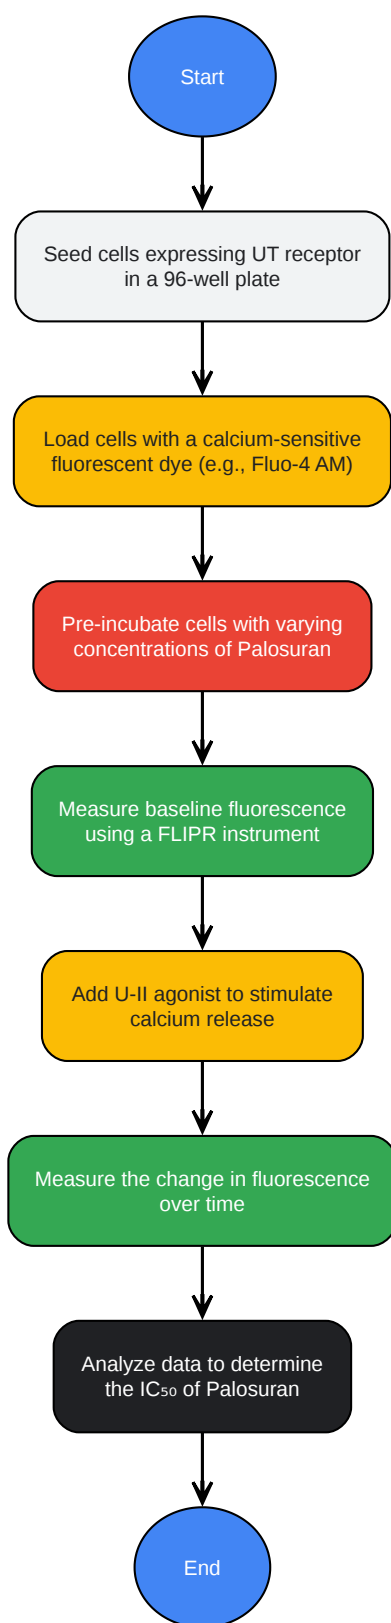 Start
Seed cells expressing UT receptor
in a 96-well plate
Load cells with a calcium-sensitive
fluorescent dye (e.g., Fluo-4 AM)
Pre-incubate cells with varying
concentrations of Palosuran
Measure baseline fluorescence
using a FLIPR instrument
Add U-II agonist to stimulate
calcium release
Measure the change in fluorescence
over time
Analyze data to determine
the IC₅₀ of Palosuran
End